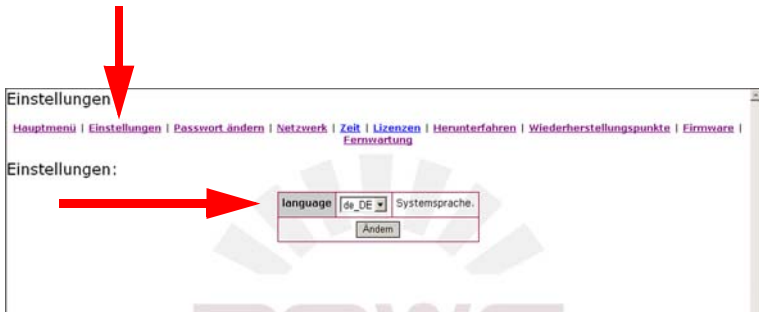 Einstellungen
Hauptmenü | Einstellungen | Passwort ändern | Netzwerk | Zeit | Lizenzen | Herunterfahren | Wiederherstellungspunkte | Firmware |
Fernwartung
Einstellungen:
language de_DE Systemsprache.
Ändern